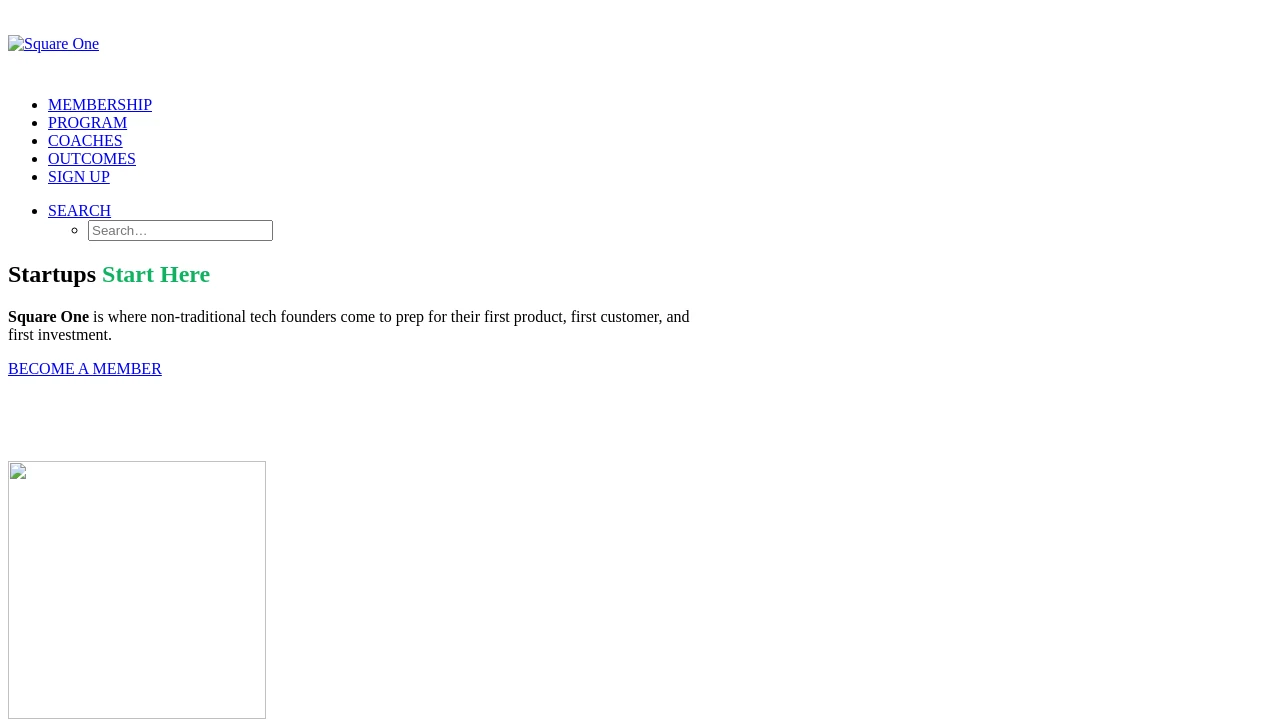 Square One
MEMBERSHIP
PROGRAM
COACHES
OUTCOMES
SIGN UP
SEARCH
Search…
Startups Start Here
Square One is where non-traditional tech founders come to prep for their first product, first customer, and
first investment.
BECOME A MEMBER